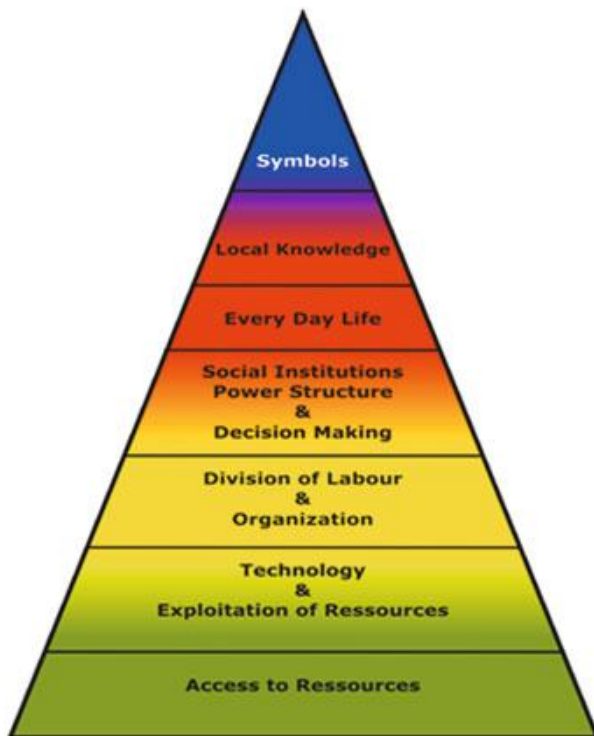 Symbols
Local Knowledge
Every Day Life
Social Institutions
Power Structure
&
Decision Making
Division of Labour
&
Organization
Technology
&
Exploitation of Ressources
Access to Ressources